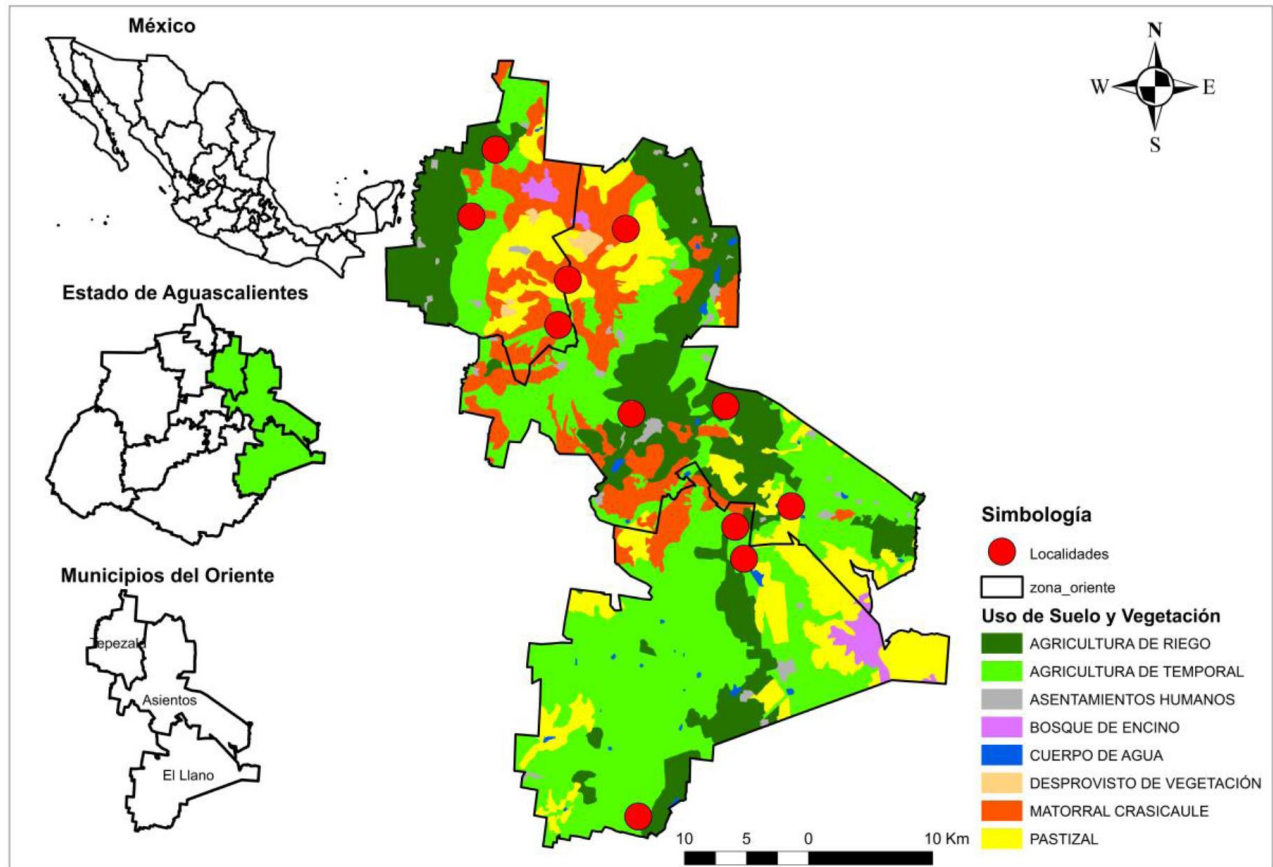 México
N
W
E
S
Estado de Aguascalientes
Municipios del Oriente
Tepezalá
Asientos
El Llano
Simbología
Localidades
zona_oriente
Uso de Suelo y Vegetación
AGRICULTURA DE RIEGO
AGRICULTURA DE TEMPORAL
ASENTAMIENTOS HUMANOS
BOSQUE DE ENCINO
CUERPO DE AGUA
DESPROVISTO DE VEGETACIÓN
MATORRAL CRASICAULE
PASTIZAL
10 5 0 10 Km